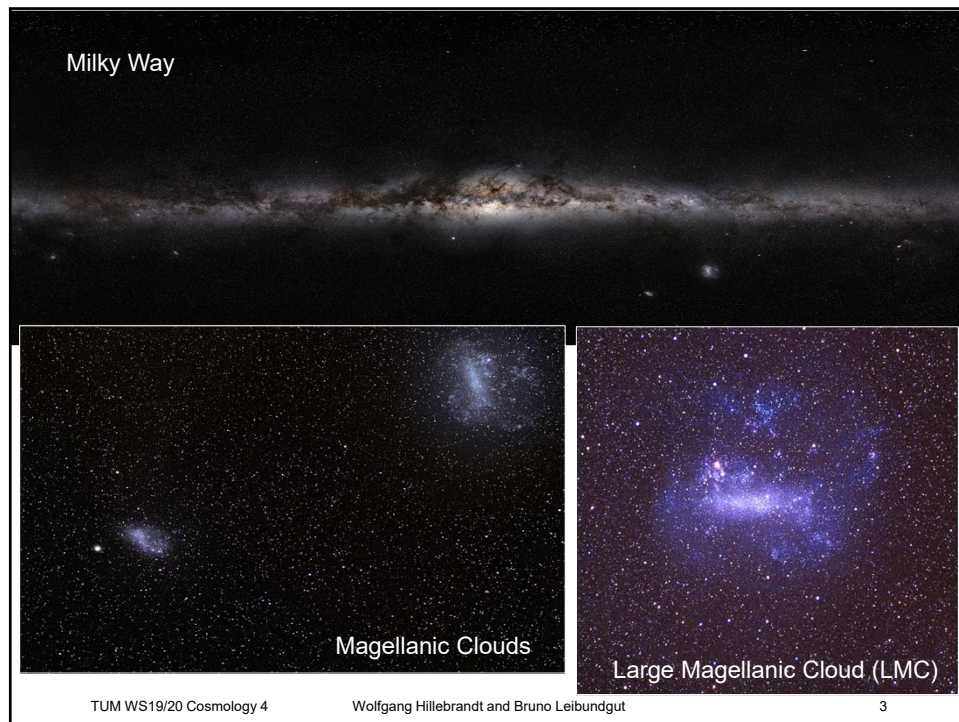 Milky Way
Magellanic Clouds
Large Magellanic Cloud (LMC)
TUM WS19/20 Cosmology 4 Wolfgang Hillebrandt and Bruno Leibundgut 3